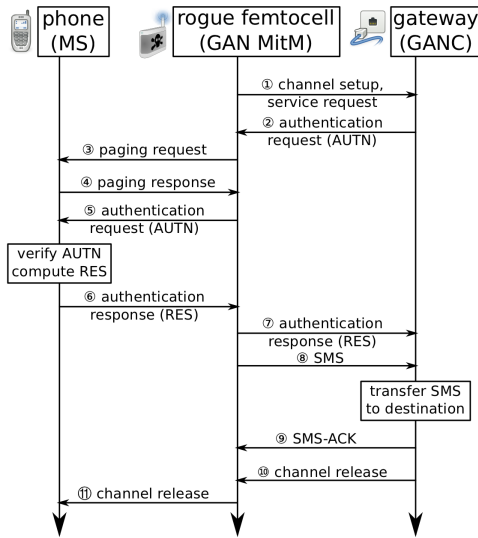 phone
(MS)
rogue femtocell
(GAN MitM)
gateway
(GANC)
① channel setup,
service request
② authentication
request (AUTN)
③ paging request
④ paging response
⑤ authentication
request (AUTN)
verify AUTN
compute RES
⑥ authentication
response (RES)
⑦ authentication
response (RES)
⑧ SMS
transfer SMS
to destination
⑨ SMS-ACK
⑩ channel release
⑪ channel release